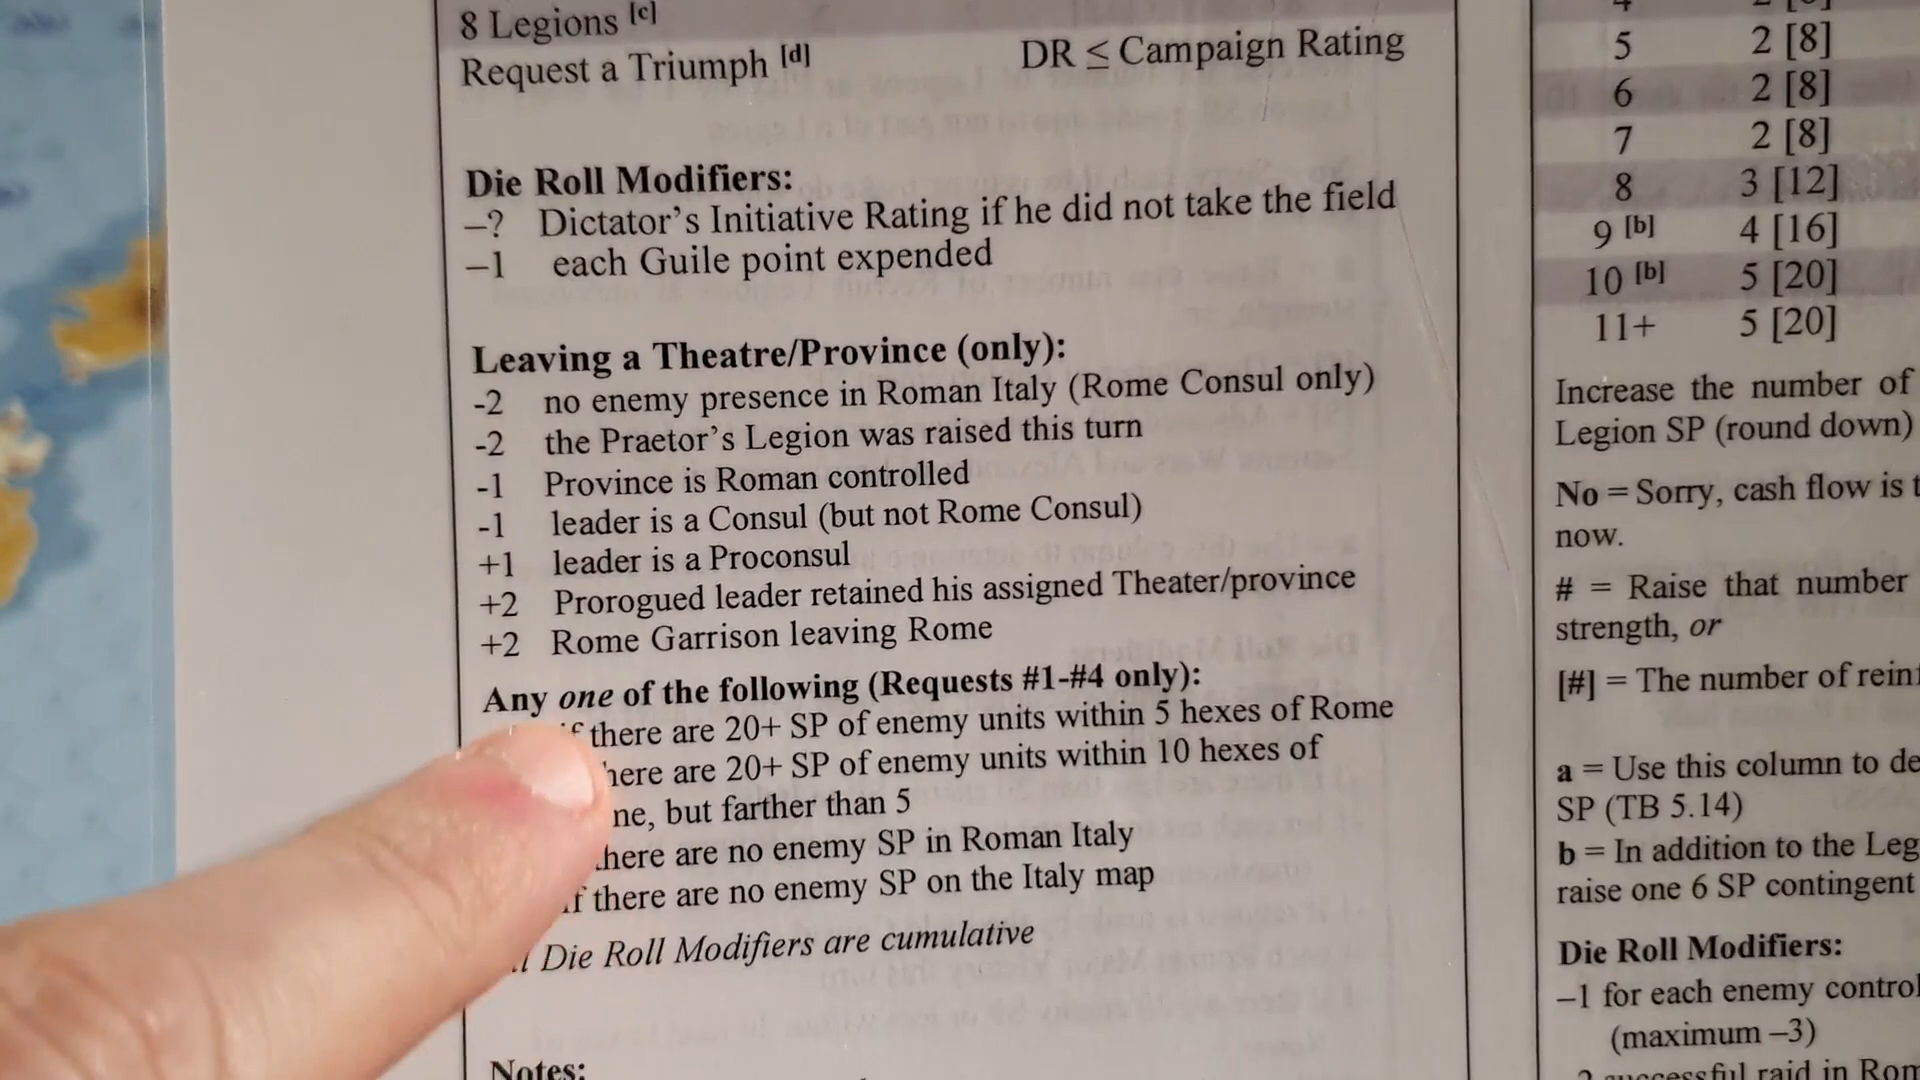 8 Legions [c]
Request a Triumph [d] DR ≤ Campaign Rating
Die Roll Modifiers:
–? Dictator's Initiative Rating if he did not take the field
–1 each Guile point expended
Leaving a Theatre/Province (only):
-2 no enemy presence in Roman Italy (Rome Consul only)
-2 the Praetor's Legion was raised this turn
-1 Province is Roman controlled
-1 leader is a Consul (but not Rome Consul)
+1 leader is a Proconsul
+2 Prorogued leader retained his assigned Theater/province
+2 Rome Garrison leaving Rome
Any one of the following (Requests #1-#4 only):
there are 20+ SP of enemy units within 5 hexes of Rome
are 20+ SP of enemy units within 10 hexes of
but farther than 5
are no enemy SP in Roman Italy
there are no enemy SP on the Italy map
Die Roll Modifiers are cumulative
Notes:
5 2 [8]
6 2 [8]
7 2 [8]
8 3 [12]
9 [b] 4 [16]
10 [b] 5 [20]
11+ 5 [20]
Increase the number of
Legion SP (round down)
No = Sorry, cash flow is
now.
# = Raise that number
strength, or
[#] = The number of
a = Use this column to
SP (TB 5.14)
b = In addition to the
raise one 6 SP contingent
Die Roll Modifiers:
–1 for each enemy
(maximum –3)
raid in